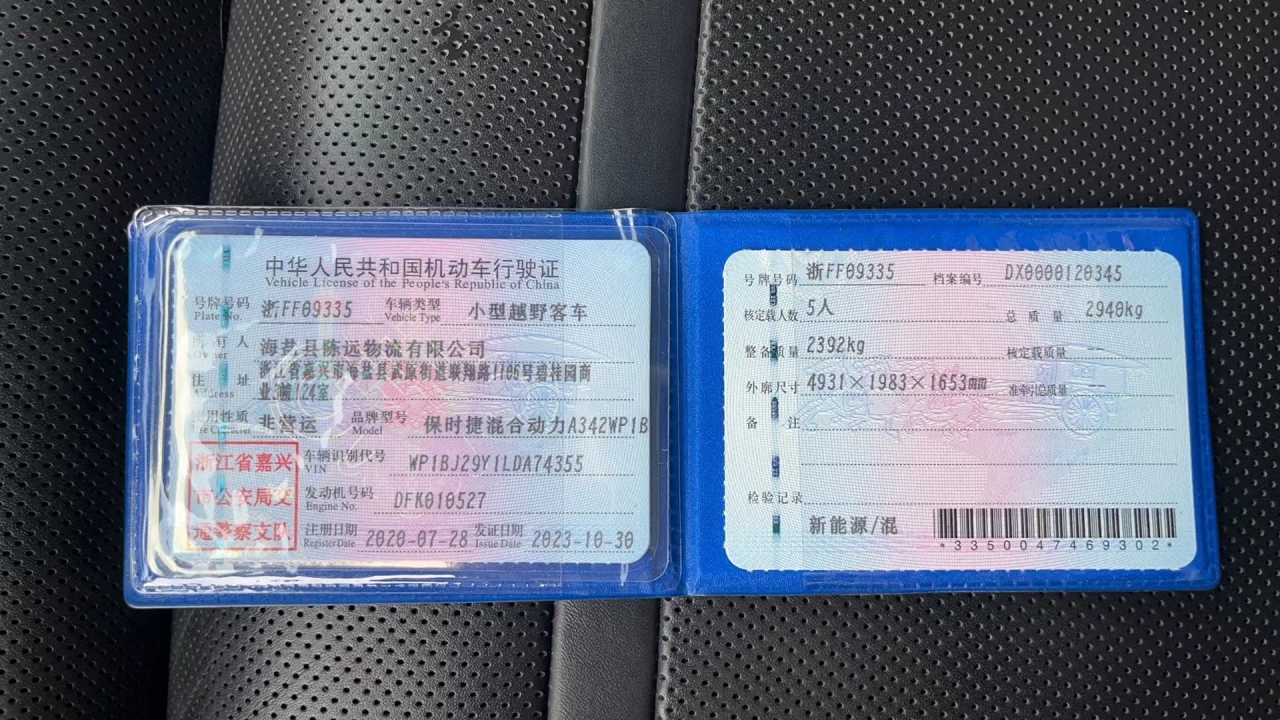 中华人民共和国机动车行驶证
Vehicle License of the People's Republic of China
号牌号码 浙FF09335 车辆类型 小型越野客车
Plate No. Vehicle Type
所有人 海盐县陈远物流有限公司
Owner
住址 浙江省嘉兴市海盐县武原街道联翔路1106号碧桂园商
Address 124室
使用性质 非营运 品牌型号 保时捷混合动力A342WP1B
Use Character Model
浙江省嘉兴
市公安局交
通警察支队
车辆识别代号 WP1BJ29Y1LDA74355
VIN
发动机号码 DFK010527
Engine No.
注册日期 2020-07-28 发证日期 2023-10-30
Register Date Issue Date
号牌号码 浙FF09335 档案编号 DX0000120345
核定载人数 5人 总质量 2940kg
整备质量 2392kg 核定载质量 --
外廓尺寸 4931×1983×1653mm 准牵引总质量 --
备注
检验记录
新能源/混
*3350047469302*